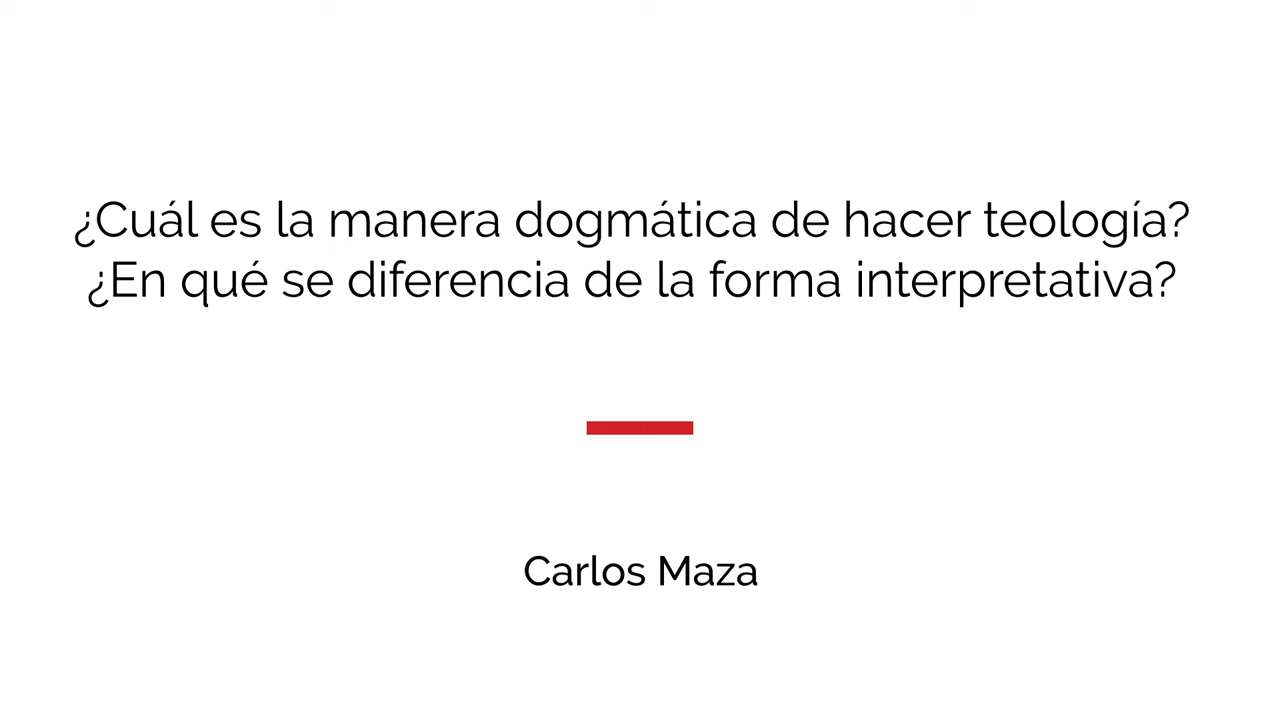 ¿Cuál es la manera dogmática de hacer teología?
¿En qué se diferencia de la forma interpretativa?
Carlos Maza